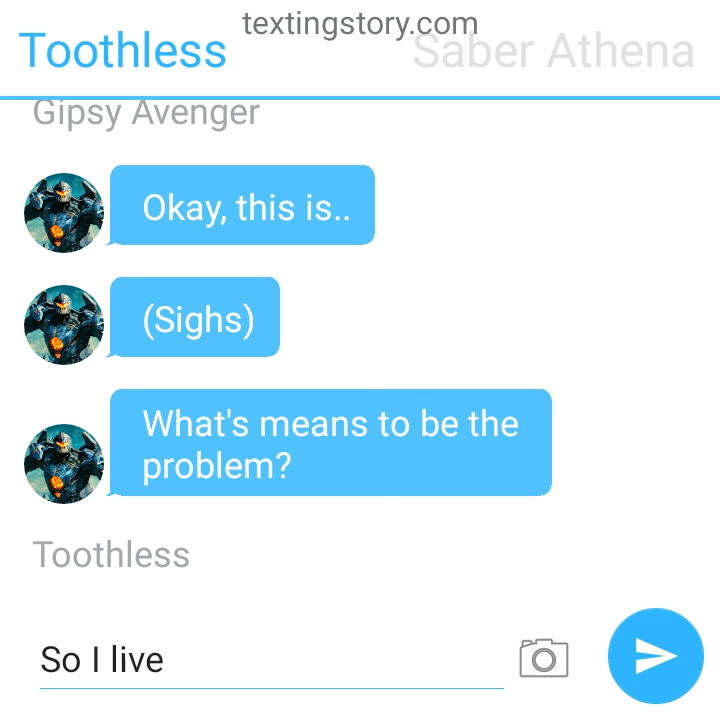 textingstory.com
Toothless
Saber Athena
Gipsy Avenger
Okay, this is..
(Sighs)
What's means to be the
problem?
Toothless
So I live